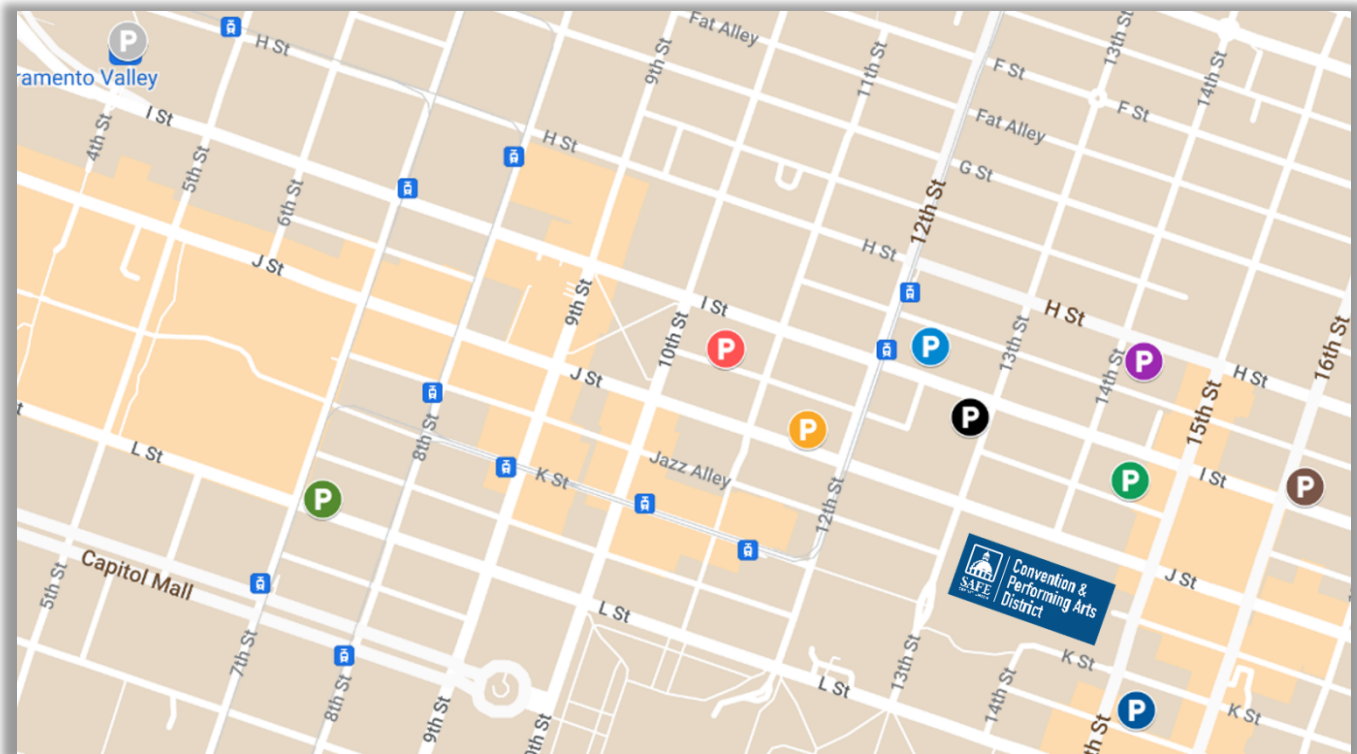 Fat Alley
H St
9th St
11th St
13th St
14th St
F St
F St
P
ramento Valley
I St
4th St
5th St
6th St
H St
Fat Alley
G St
12th St
H St
J St
9th St
10th St
I St
P
P
13th St
H St
14th St
P
15th St
H St
16th St
J St
P
P
8th St
L St
P
K St
Jazz Alley
12th St
P
I St
P
Capitol Mall
5th St
SAFE
Convention &
Performing Arts
District
J St
L St
7th St
8th St
9th St
0th St
L St
13th St
14th St
K St
P
K St
th St